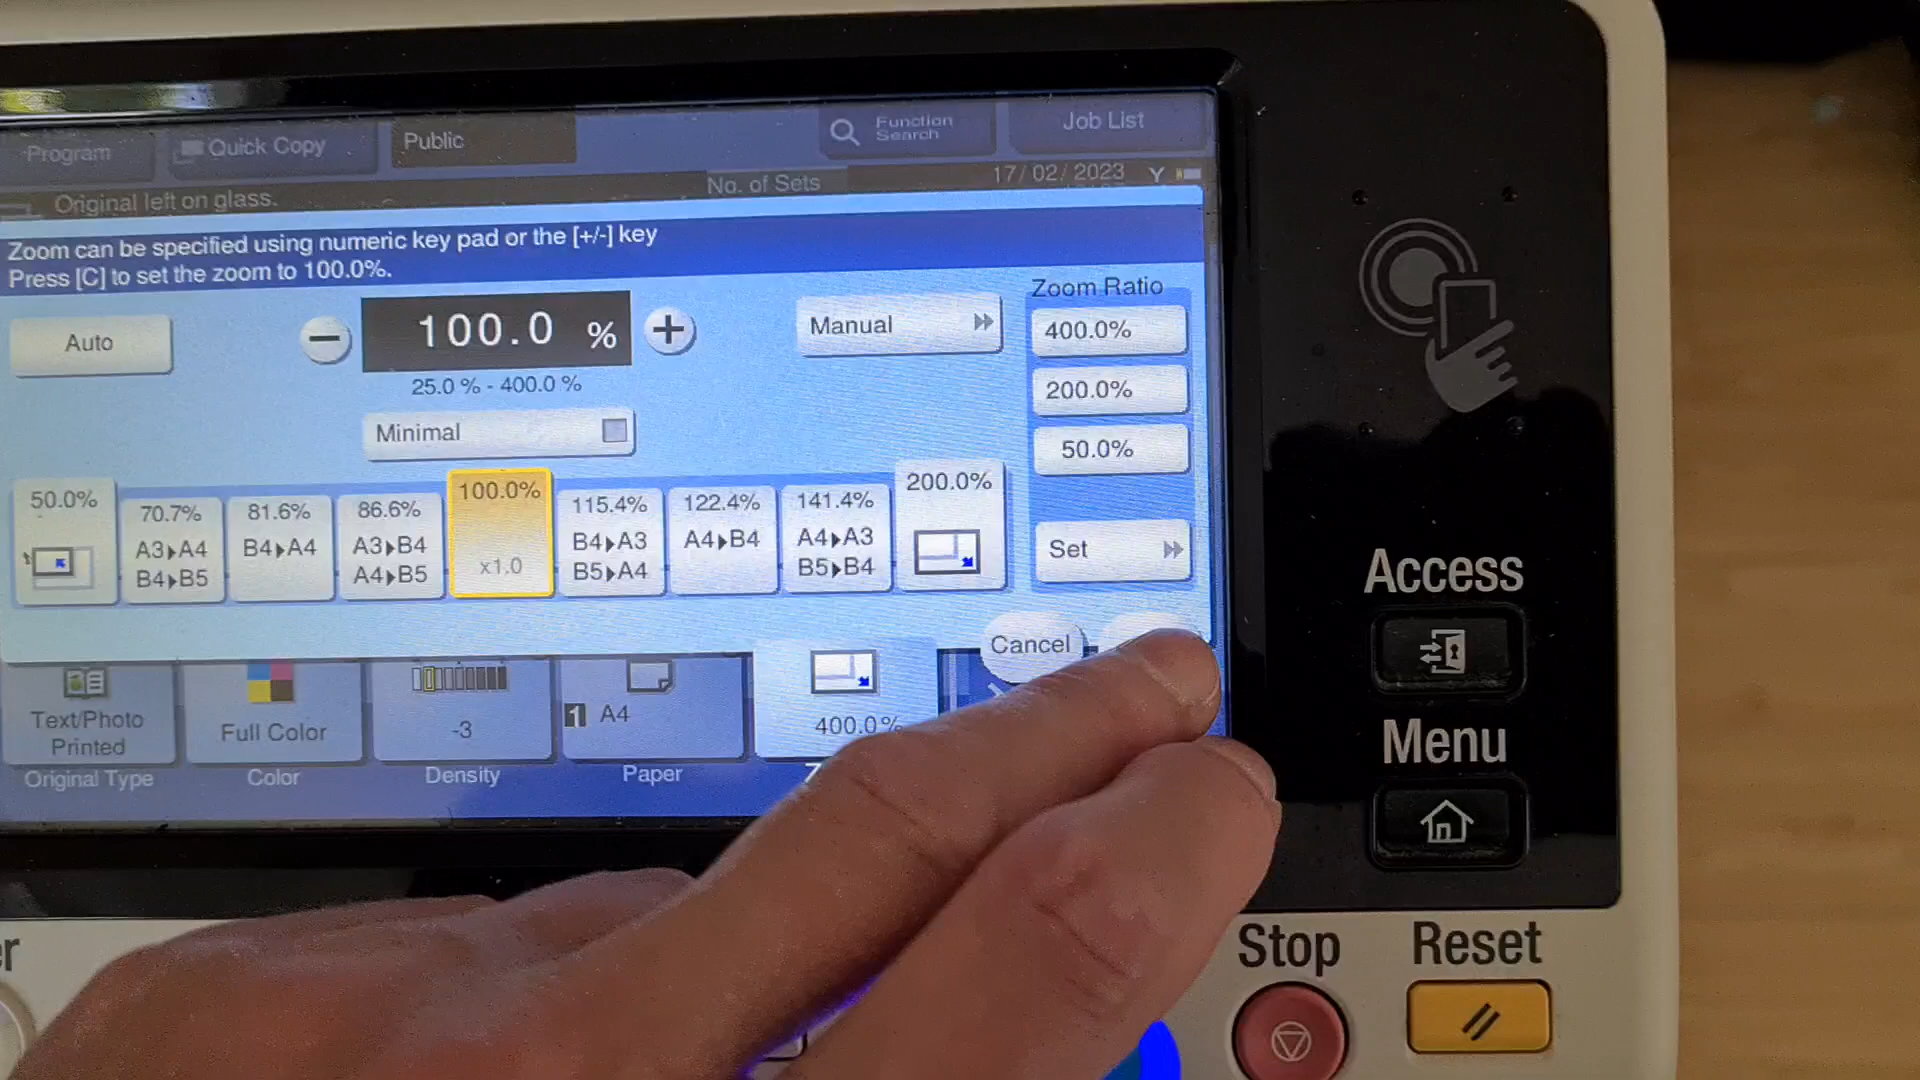 Program
Quick Copy
Public
Function
Search
Job List
Original left on glass.
No. of Sets
17/02/2023
Y
Zoom can be specified using numeric key pad or the [+/-] key
Press [C] to set the zoom to 100.0%.
Auto
100.0 %
25.0 % - 400.0 %
Minimal
Manual
Zoom Ratio
400.0%
200.0%
50.0%
Set
50.0%
70.7%
A3▸A4
B4▸B5
81.6%
B4▸A4
86.6%
A3▸B4
A4▸B5
100.0%
x1.0
115.4%
B4▸A3
B5▸A4
122.4%
A4▸B4
141.4%
A4▸A3
B5▸B4
200.0%
Cancel
Text/Photo
Printed
Original Type
Full Color
Color
-3
Density
1 A4
Paper
400.0%
Access
Menu
Stop
Reset